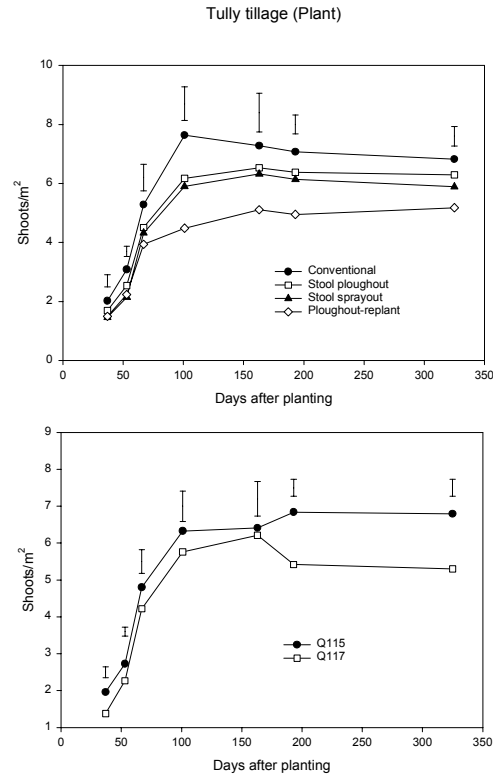 Tully tillage (Plant)
10
8
6
4
2
0
Shoots/m²
Conventional
Stool ploughout
Stool sprayout
Ploughout-replant
0 50 100 150 200 250 300 350
Days after planting
9
8
7
6
5
4
3
2
1
Shoots/m²
Q115
Q117
0 50 100 150 200 250 300 350
Days after planting